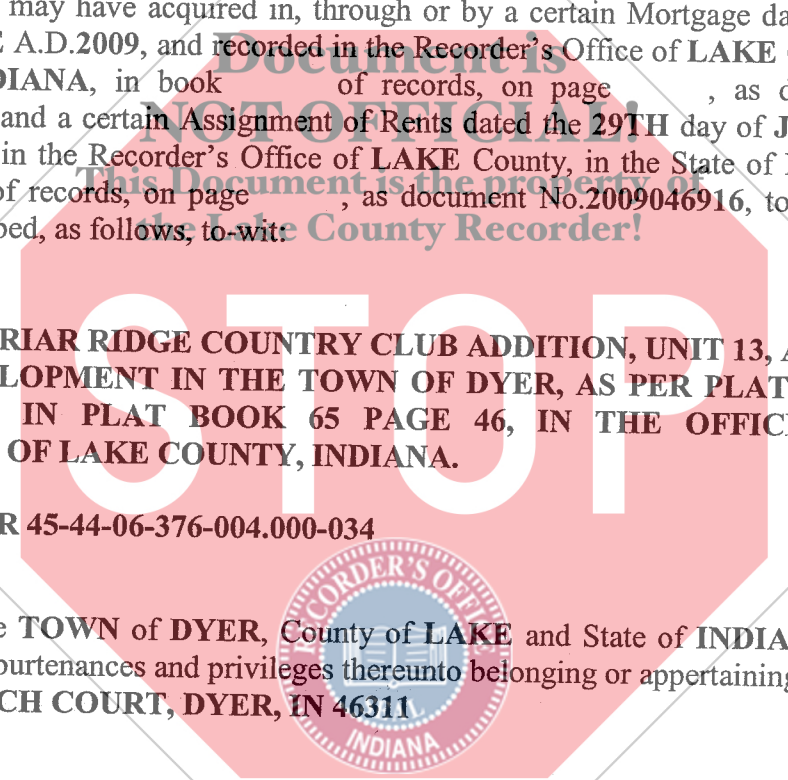 may have acquired in, through or by a certain Mortgage da
E A.D.2009, and recorded in the Recorder's Office of LAKE
DIANA, in book of records, on page , as d
and a certain Assignment of Rents dated the 29TH day of J
in the Recorder's Office of LAKE County, in the State of
of records, on page , as document No.2009046916, to
bed, as follows, to-wit:
Document is
NOT OFFICIAL!
This Document is the property of
the Lake County Recorder!
STOP
RIAR RIDGE COUNTRY CLUB ADDITION, UNIT 13, A
LOPMENT IN THE TOWN OF DYER, AS PER PLAT
IN PLAT BOOK 65 PAGE 46, IN THE OFFIC
OF LAKE COUNTY, INDIANA.
R 45-44-06-376-004.000-034
RECORDER'S OFFICE
SEAL
INDIANA
e TOWN of DYER, County of LAKE and State of INDIA
purtenances and privileges thereunto belonging or appertaining
CH COURT, DYER, IN 46311